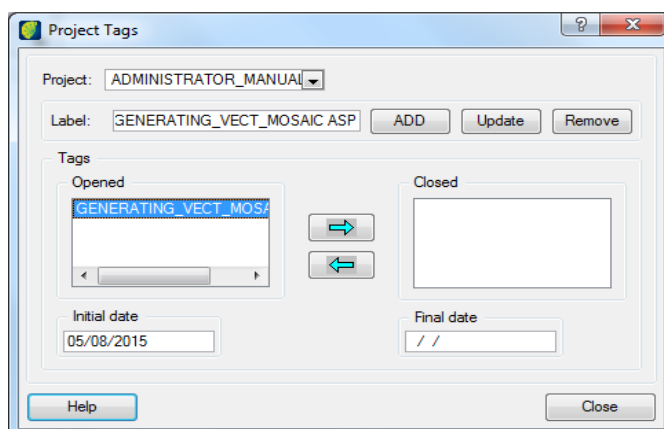 Project Tags
Project: ADMINISTRATOR_MANUAL
Label: GENERATING_VECT_MOSAIC ASP ADD Update Remove
Tags
Opened Closed
GENERATING_VECT_MOSA
Initial date Final date
05/08/2015 / /
Help Close